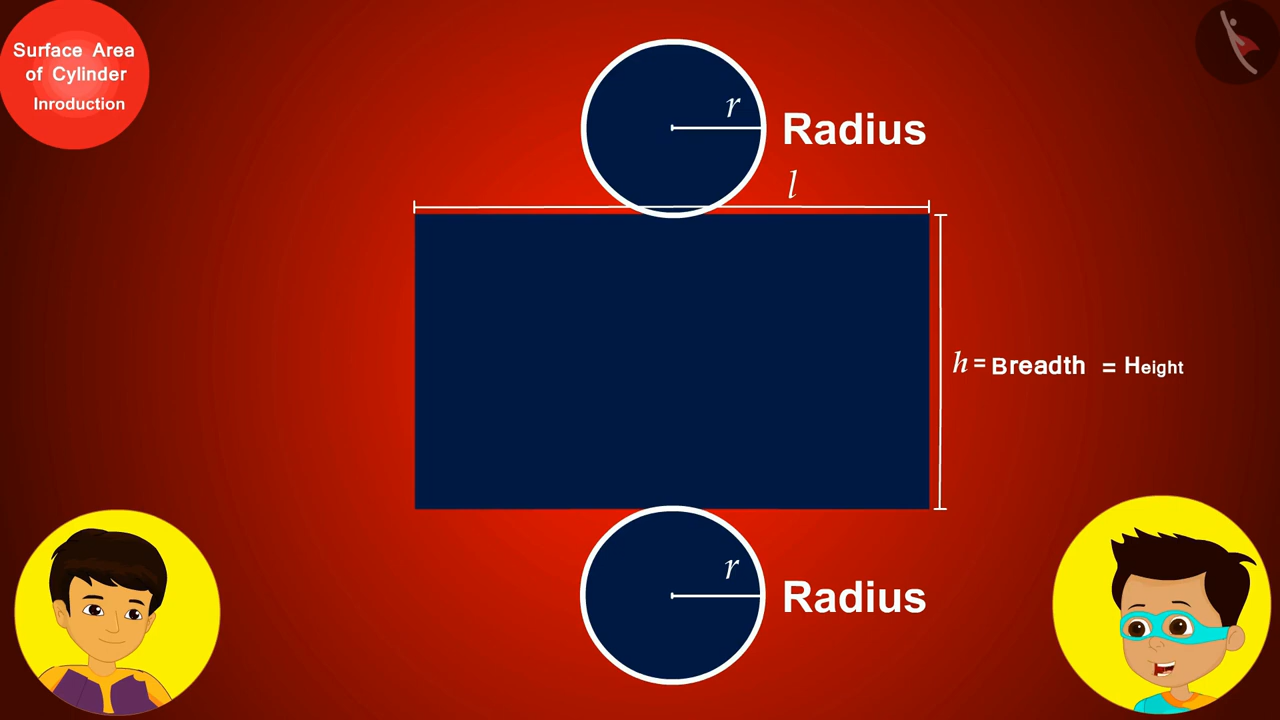 Surface Area
of Cylinder
Inroduction
r
Radius
l
h = Breadth = Height
r
Radius